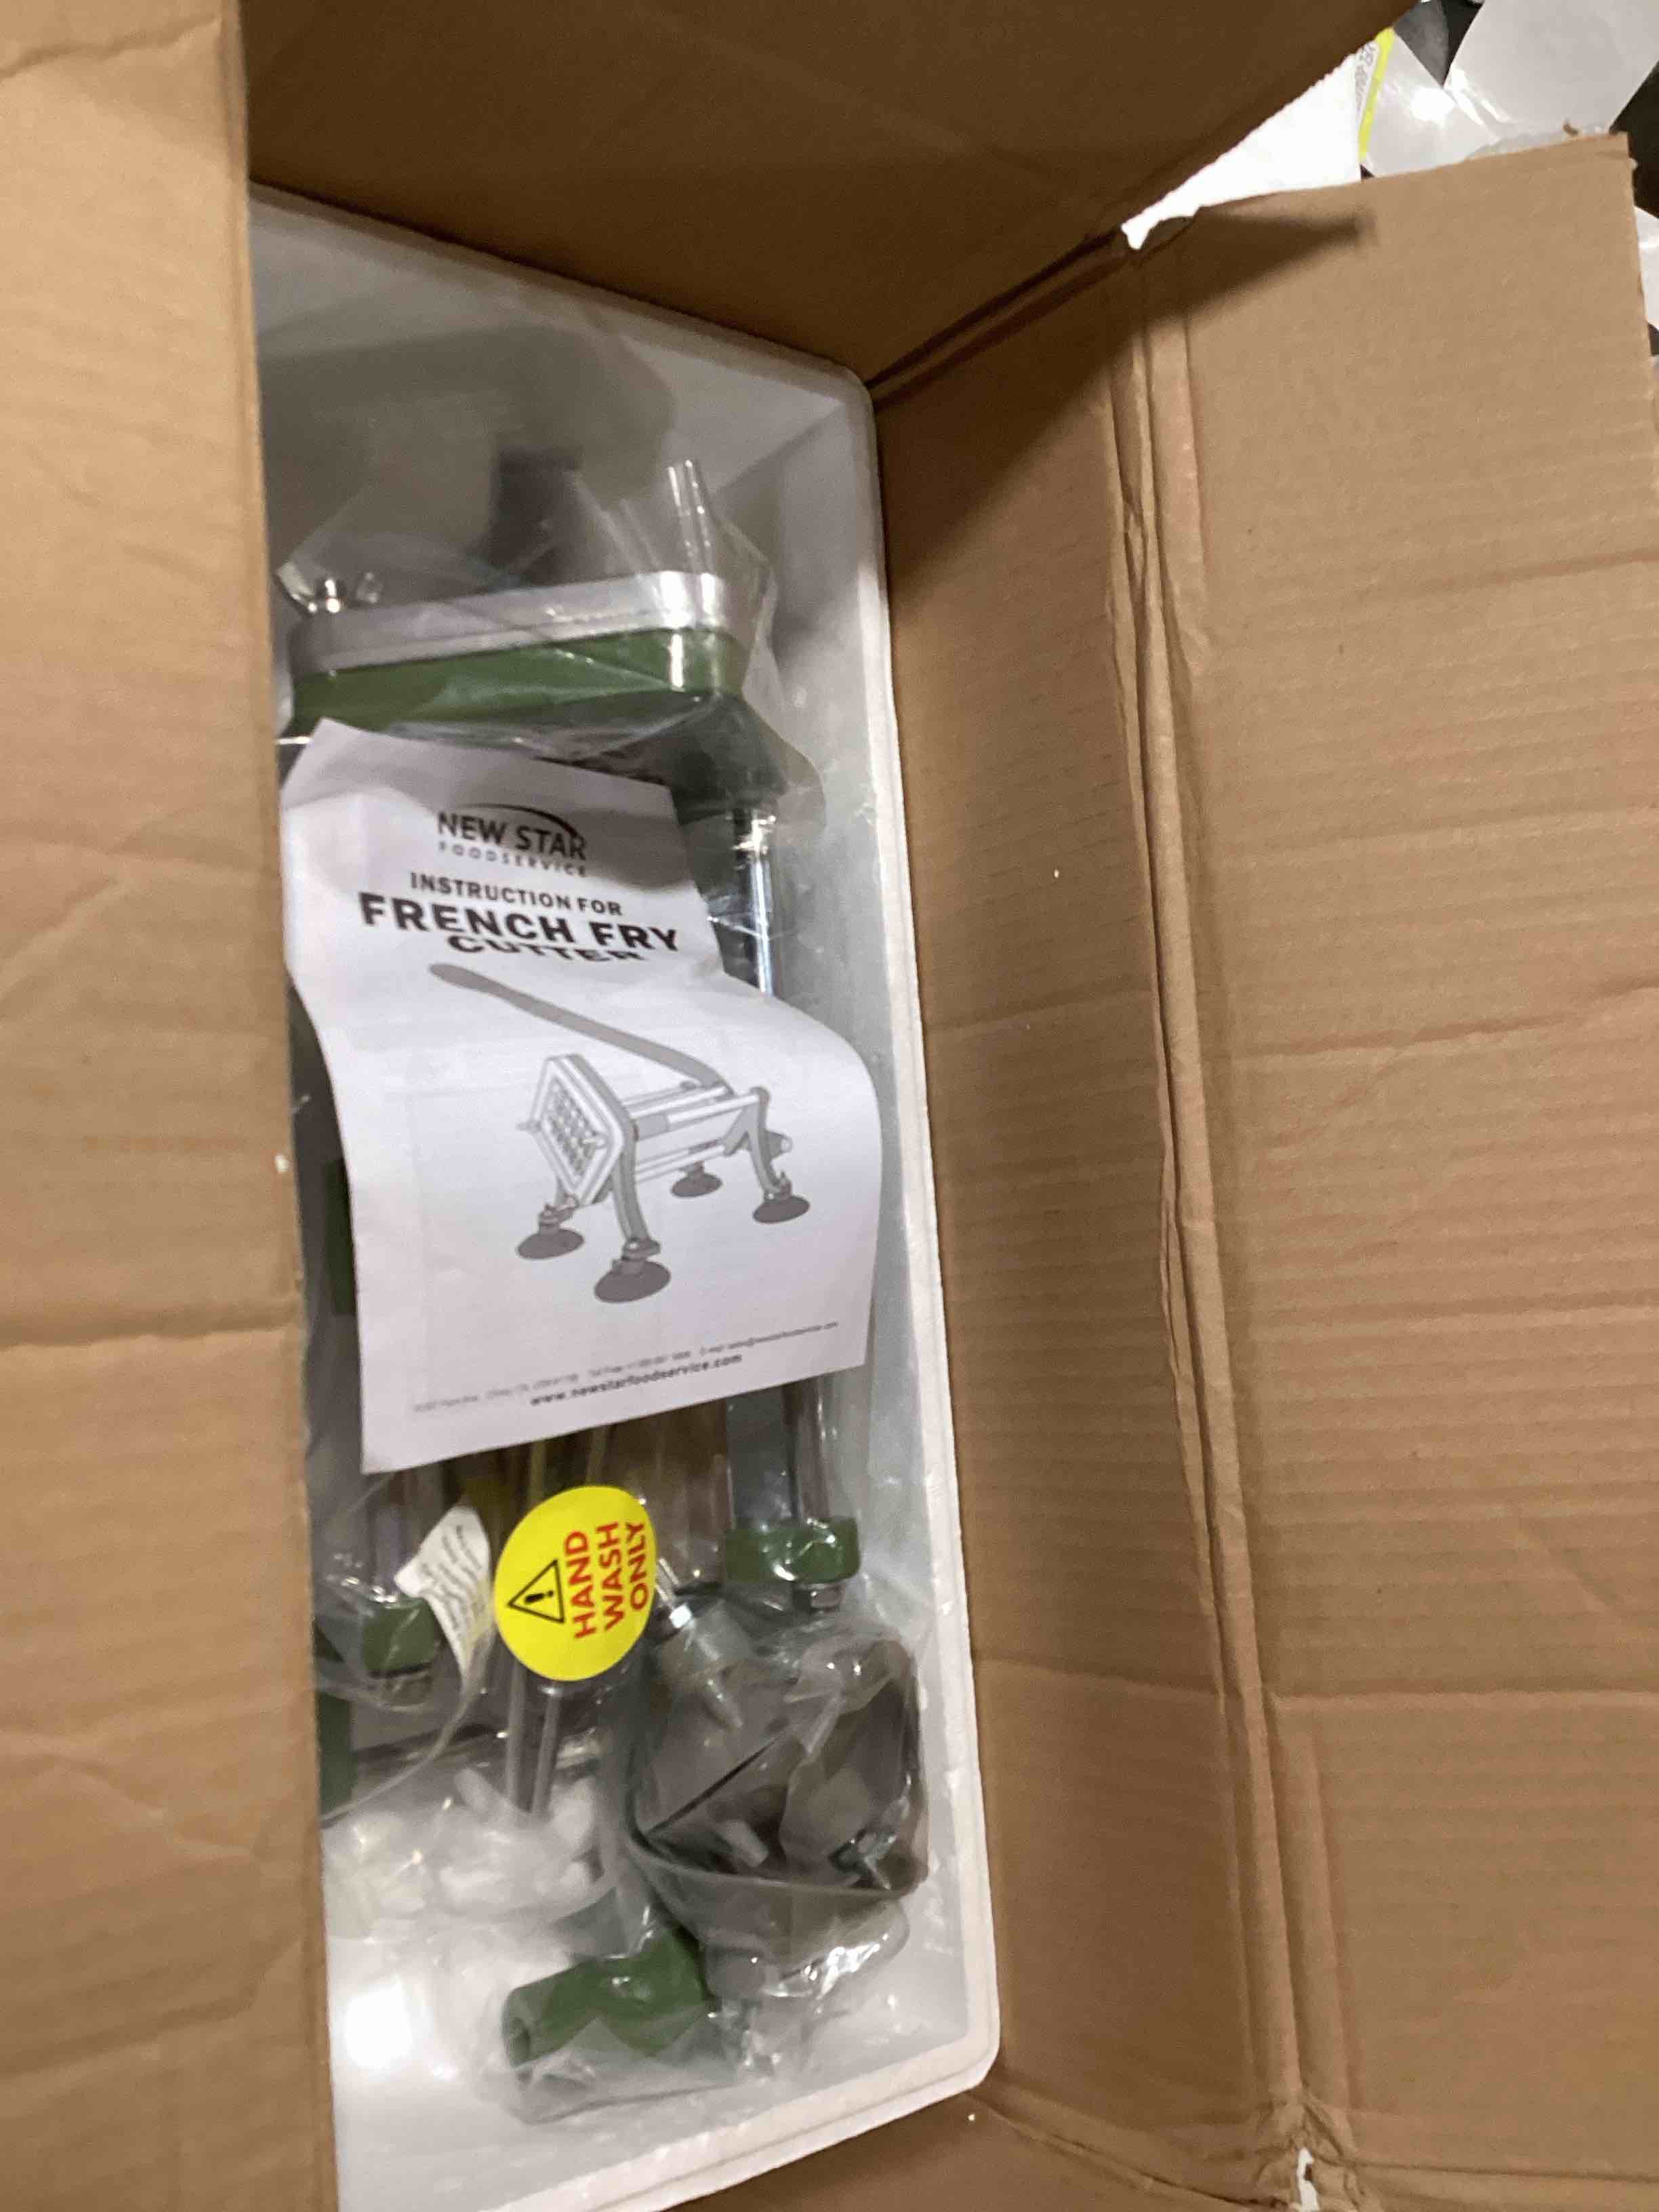 NEW STAR
FOODSERVICE
INSTRUCTION FOR
FRENCH FRY
CUTTER
www.newstarfoodservice.com
HAND
WASH
ONLY